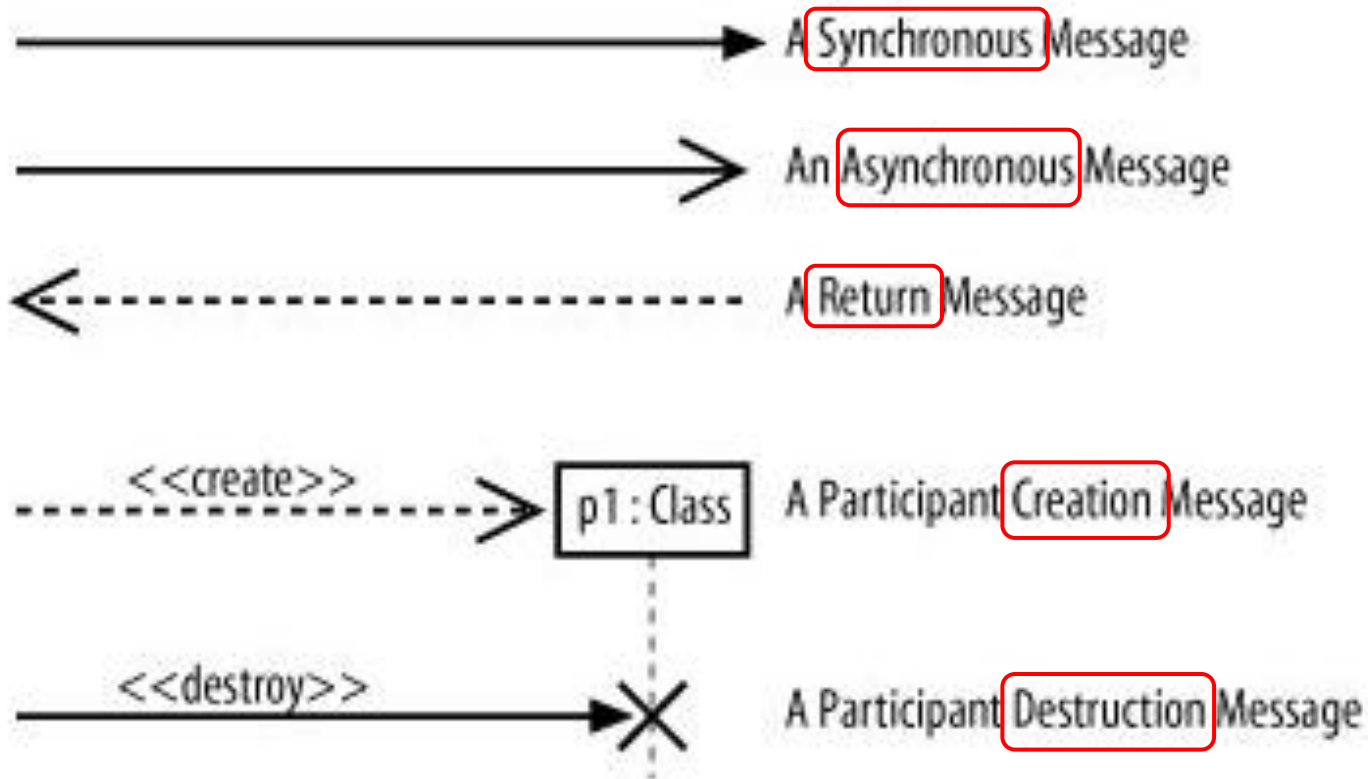 A Synchronous Message
An Asynchronous Message
A Return Message
<<create>>
p1 : Class
A Participant Creation Message
<<destroy>>
A Participant Destruction Message